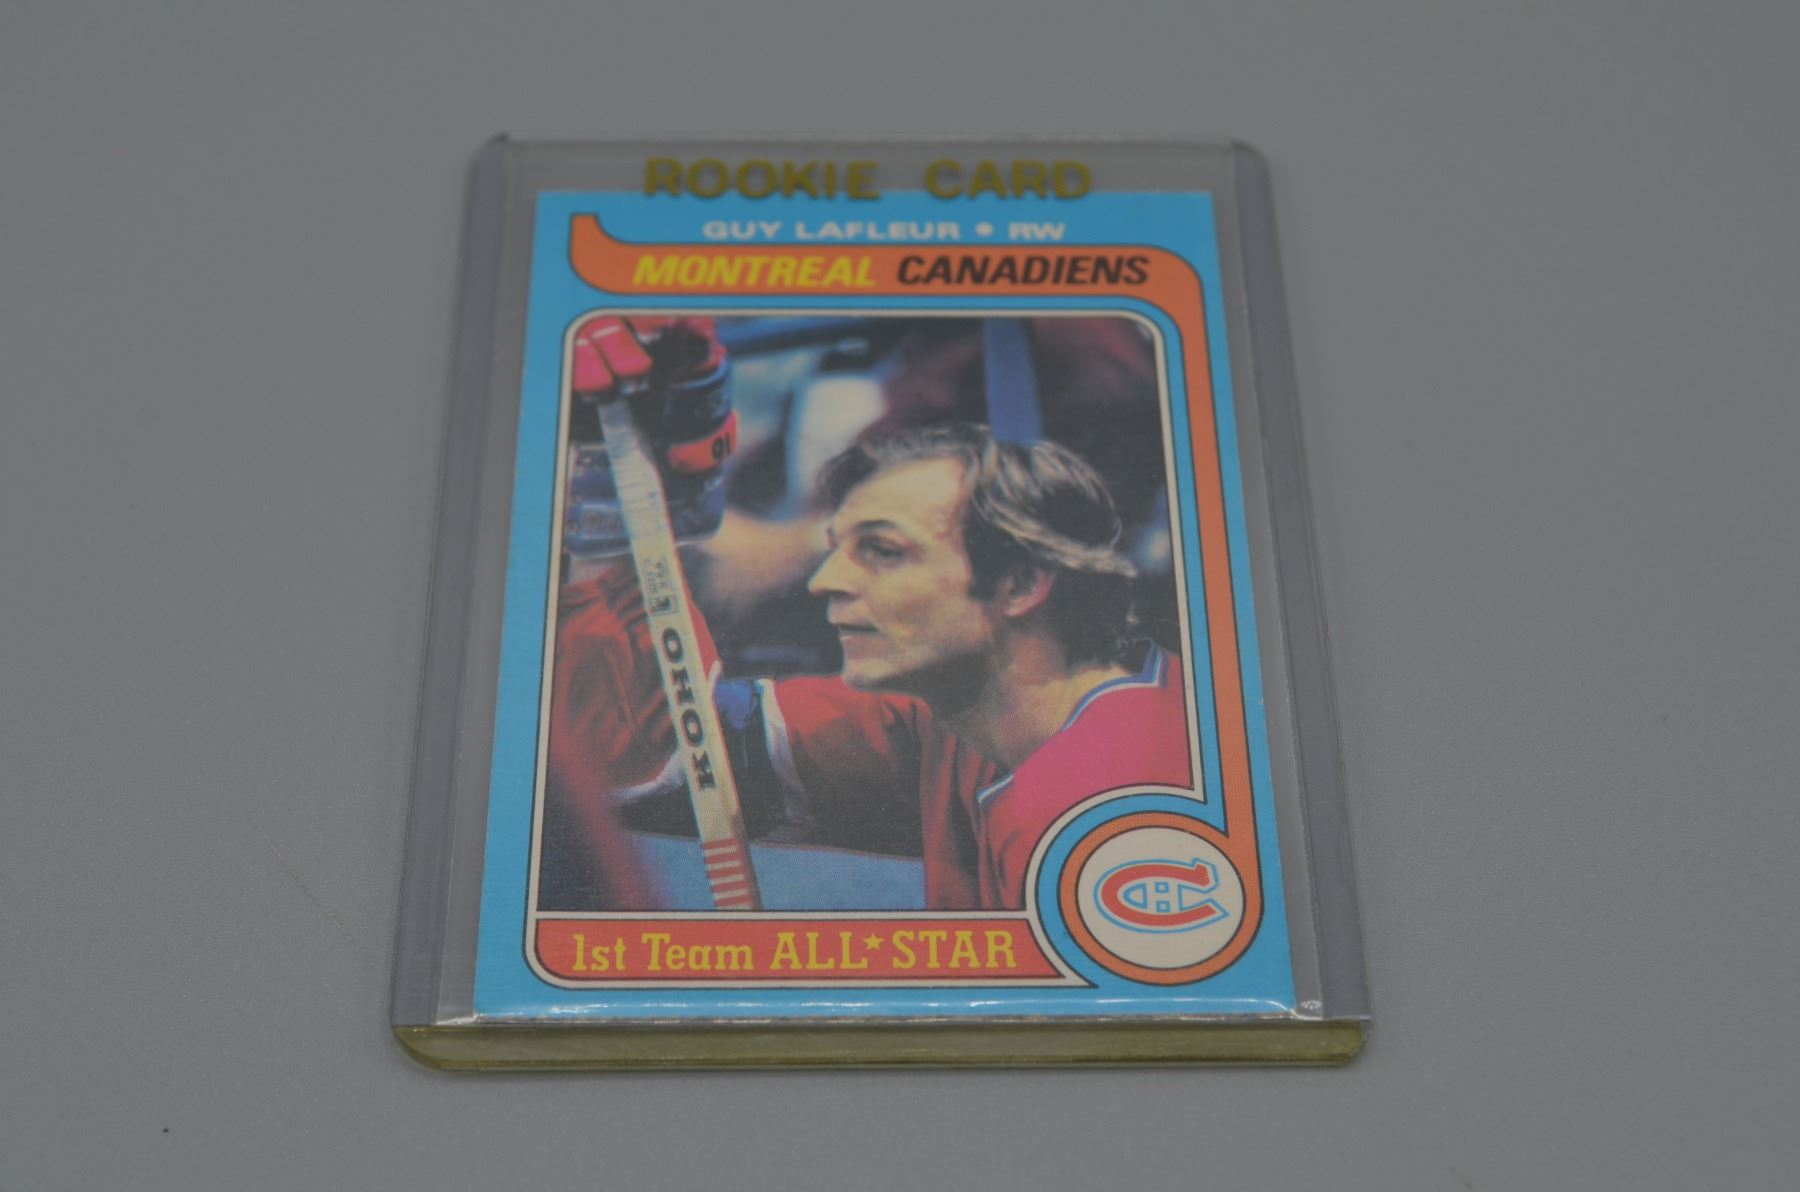 ROOKIE CARD
GUY LAFLEUR • RW
MONTREAL CANADIENS
KOHO
1st Team ALL★STAR